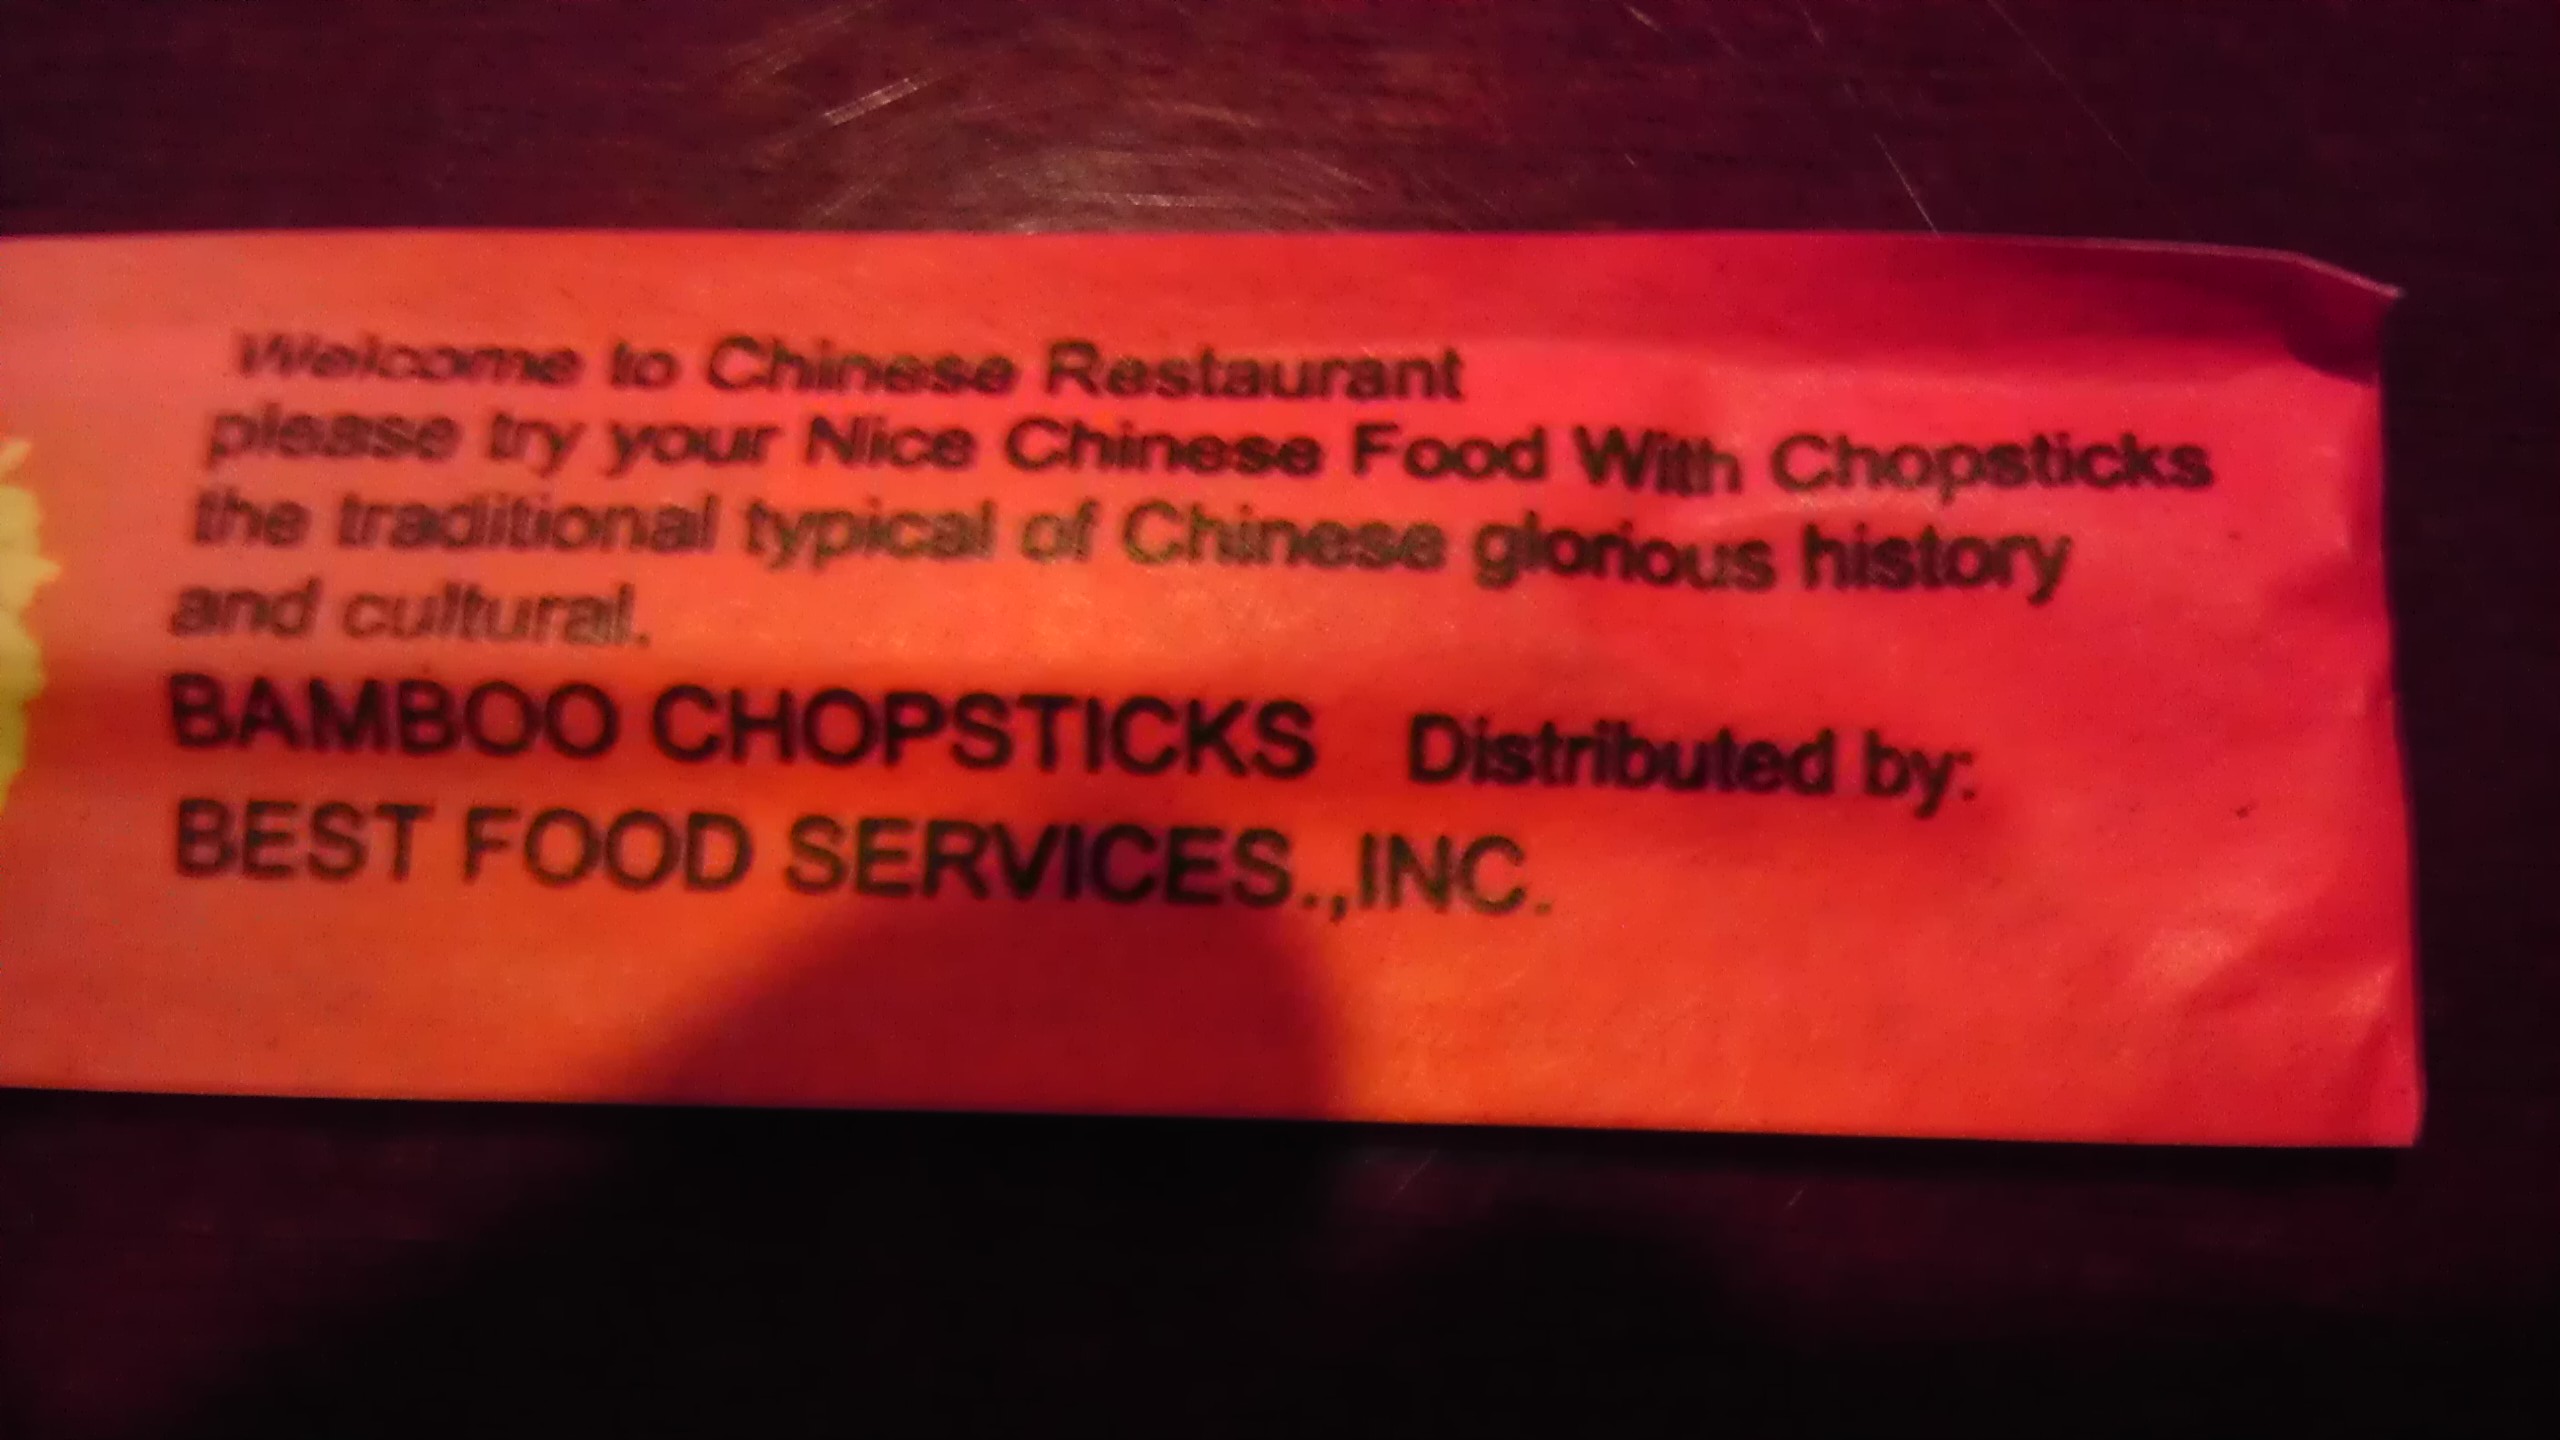 Welcome to Chinese Restaurant
please try your Nice Chinese Food With Chopsticks
the traditional typical of Chinese glorious history
and cultural.
BAMBOO CHOPSTICKS Distributed by:
BEST FOOD SERVICES.,INC.